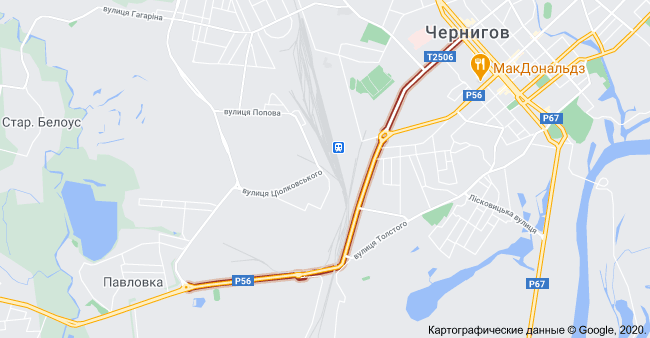 вулиця Гагаріна
Чернигов
T2506
МакДональдз
P56
P67
вулиця Попова
Стар. Белоус
вулиця Ціолковського
Лісковицька вулиця
вулиця Толстого
Павловка
P56
P67
Картографические данные © Google, 2020.